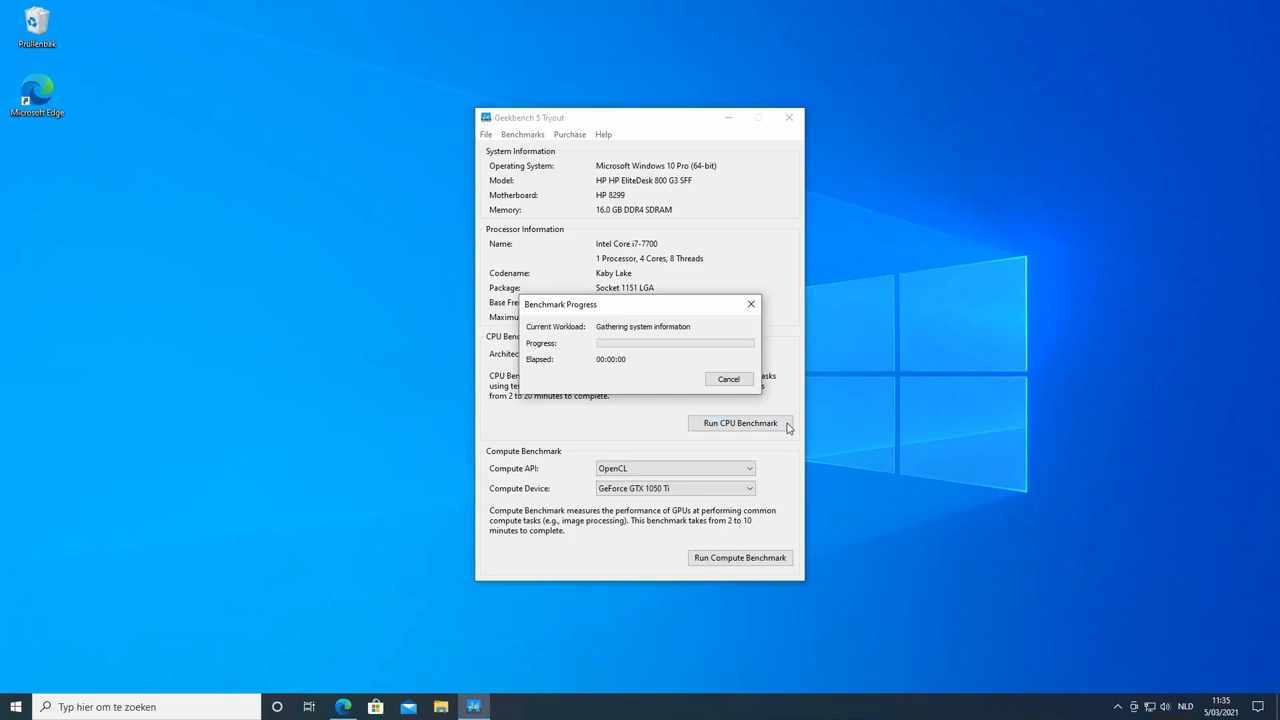 Prullenbak
Microsoft Edge
Geekbench 5 Tryout
File Benchmarks Purchase Help
System Information
Operating System: Microsoft Windows 10 Pro (64-bit)
Model: HP HP EliteDesk 800 G3 SFF
Motherboard: HP 8299
Memory: 16.0 GB DDR4 SDRAM
Processor Information
Name: Intel Core i7-7700
1 Processor, 4 Cores, 8 Threads
Codename: Kaby Lake
Package: Socket 1151 LGA
Base Fre
Maximu
CPU Ben
Architec
CPU Ben asks
using te
from 2 to 20 minutes to complete.
Benchmark Progress
Current Workload: Gathering system information
Progress:
Elapsed: 00:00:00
Cancel
Run CPU Benchmark
Compute Benchmark
Compute API: OpenCL
Compute Device: GeForce GTX 1050 Ti
Compute Benchmark measures the performance of GPUs at performing common
compute tasks (e.g., image processing). This benchmark takes from 2 to 10
minutes to complete.
Run Compute Benchmark
Typ hier om te zoeken
NLD
11:35
5/03/2021